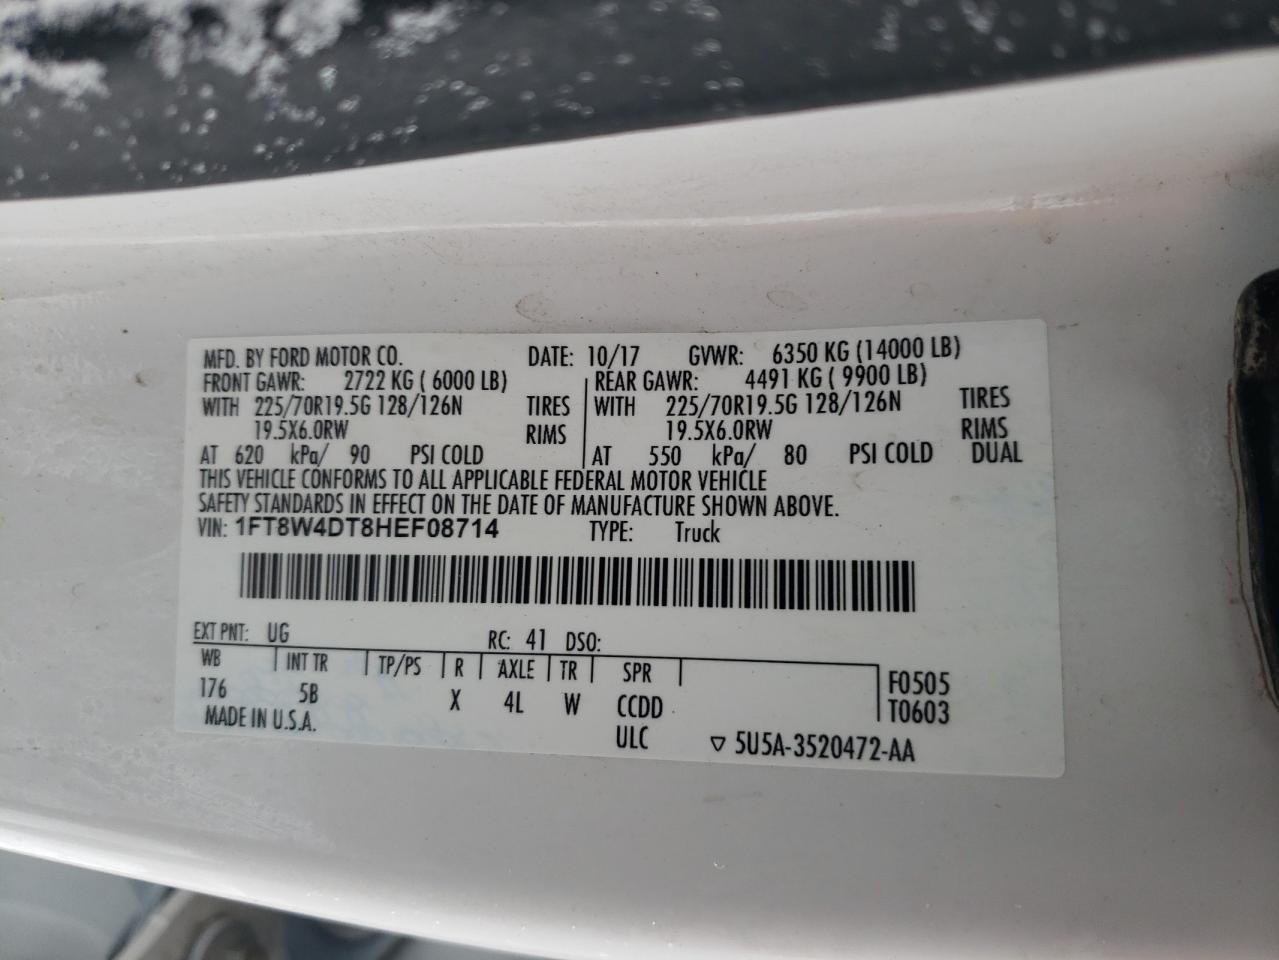 MFD. BY FORD MOTOR CO. DATE: 10/17 GVWR: 6350 KG (14000 LB)
FRONT GAWR: 2722 KG ( 6000 LB) REAR GAWR: 4491 KG ( 9900 LB)
WITH 225/70R19.5G 128/126N TIRES WITH 225/70R19.5G 128/126N TIRES
19.5X6.0RW RIMS 19.5X6.0RW RIMS
AT 620 kPa/ 90 PSI COLD AT 550 kPa/ 80 PSI COLD DUAL
THIS VEHICLE CONFORMS TO ALL APPLICABLE FEDERAL MOTOR VEHICLE
SAFETY STANDARDS IN EFFECT ON THE DATE OF MANUFACTURE SHOWN ABOVE.
VIN: 1FT8W4DT8HEF08714 TYPE: Truck
EXT PNT: UG RC: 41 DSO:
WB INT TR TP/PS R AXLE TR SPR
176 5B X 4L W CCDD F0505
MADE IN U.S.A. ULC T0603
▽ 5U5A-3520472-AA